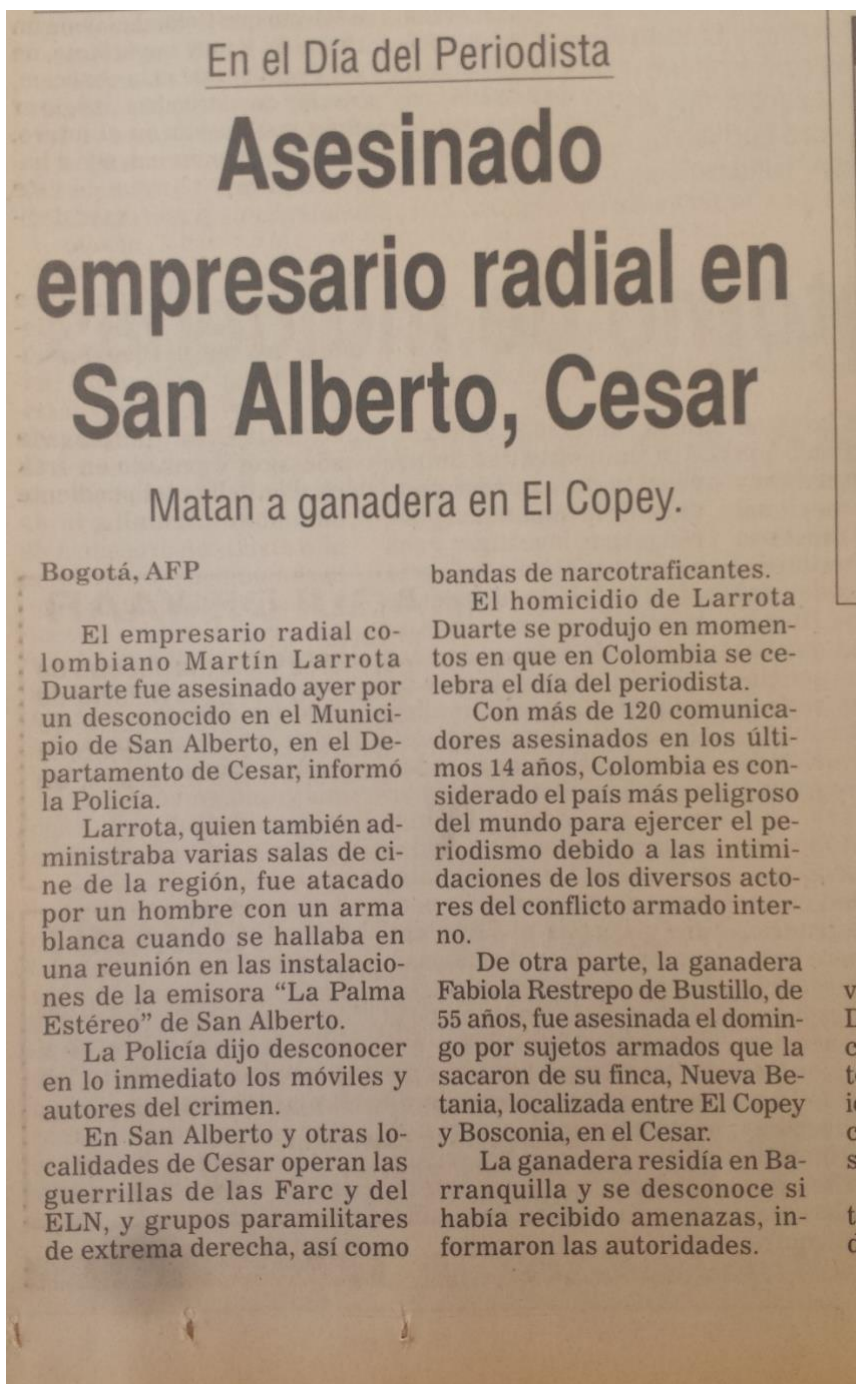 En el Día del Periodista
Asesinado
empresario radial en
San Alberto, Cesar
Matan a ganadera en El Copey.
Bogotá, AFP
El empresario radial co-
lombiano Martín Larrota
Duarte fue asesinado ayer por
un desconocido en el Munici-
pio de San Alberto, en el De-
partamento de Cesar, informó
la Policía.
Larrota, quien también ad-
ministraba varias salas de ci-
ne de la región, fue atacado
por un hombre con un arma
blanca cuando se hallaba en
una reunión en las instalacio-
nes de la emisora “La Palma
Estéreo” de San Alberto.
La Policía dijo desconocer
en lo inmediato los móviles y
autores del crimen.
En San Alberto y otras lo-
calidades de Cesar operan las
guerrillas de las Farc y del
ELN, y grupos paramilitares
de extrema derecha, así como
bandas de narcotraficantes.
El homicidio de Larrota
Duarte se produjo en momen-
tos en que en Colombia se ce-
lebra el día del periodista.
Con más de 120 comunica-
dores asesinados en los últi-
mos 14 años, Colombia es con-
siderado el país más peligroso
del mundo para ejercer el pe-
riodismo debido a las intimi-
daciones de los diversos acto-
res del conflicto armado inter-
no.
De otra parte, la ganadera
Fabiola Restrepo de Bustillo, de
55 años, fue asesinada el domin-
go por sujetos armados que la
sacaron de su finca, Nueva Be-
tania, localizada entre El Copey
y Bosconia, en el Cesar.
La ganadera residía en Ba-
rranquilla y se desconoce si
había recibido amenazas, in-
formaron las autoridades.